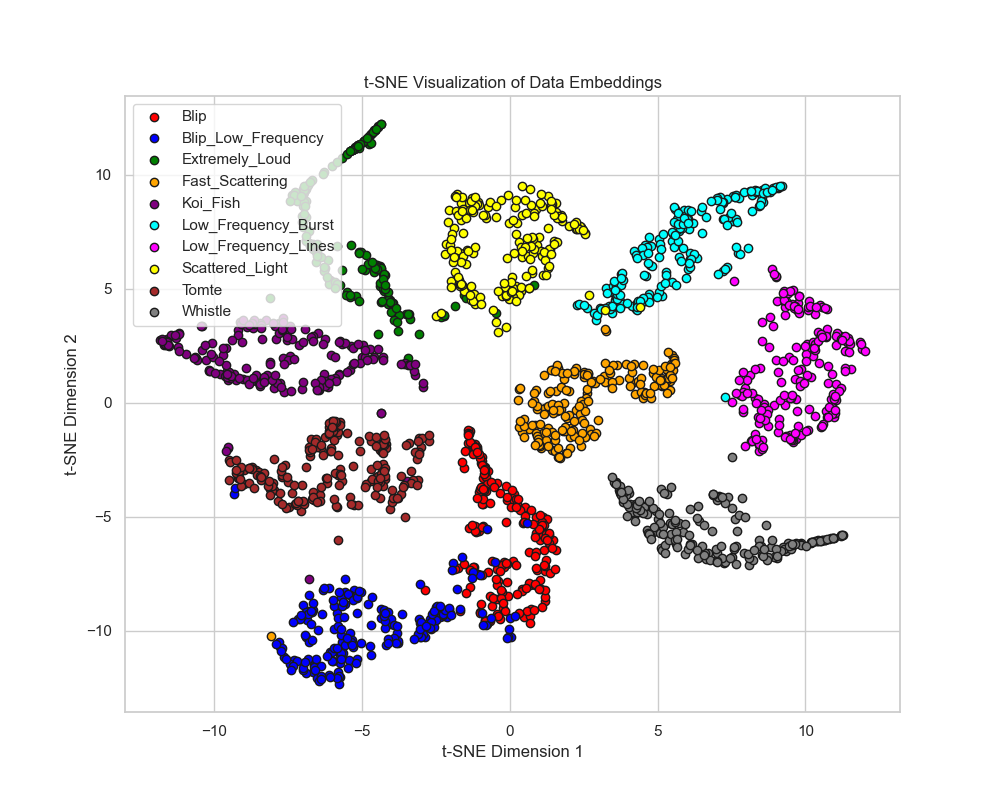 t-SNE Visualization of Data Embeddings
Blip
Blip_Low_Frequency
Extremely_Loud
Fast_Scattering
Koi_Fish
Low_Frequency_Burst
Low_Frequency_Lines
Scattered_Light
Tomte
Whistle
10
5
0
−5
−10
t-SNE Dimension 2
−10
−5
0
5
10
t-SNE Dimension 1